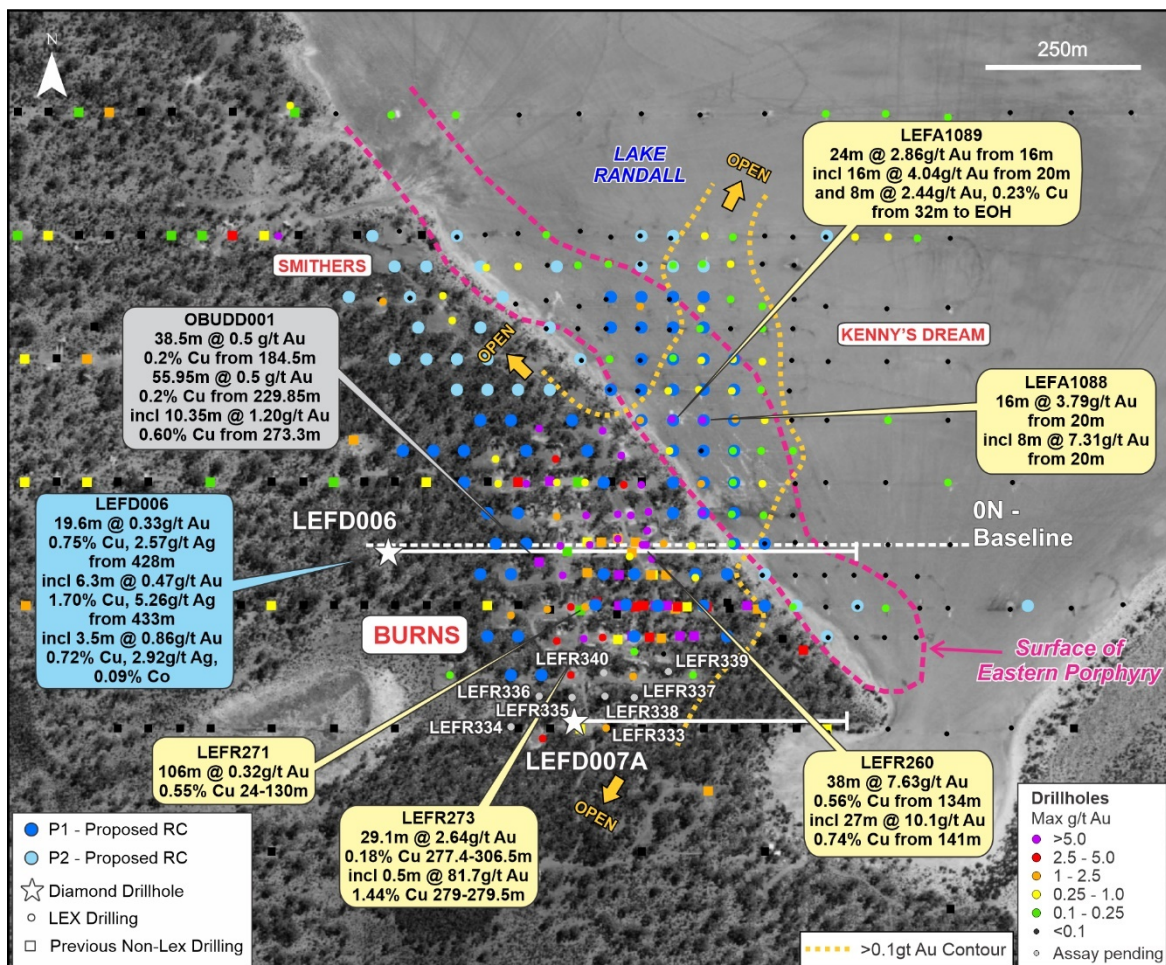 N
250m
LEFA1089
24m @ 2.86g/t Au from 16m
incl 16m @ 4.04g/t Au from 20m
and 8m @ 2.44g/t Au, 0.23% Cu
from 32m to EOH
LAKE
RANDALL
OPEN
SMITHERS
OBUDD001
38.5m @ 0.5 g/t Au
0.2% Cu from 184.5m
55.95m @ 0.5 g/t Au
0.2% Cu from 229.85m
incl 10.35m @ 1.20g/t Au
0.60% Cu from 273.3m
OPEN
KENNY'S DREAM
LEFA1088
16m @ 3.79g/t Au
from 20m
incl 8m @ 7.31g/t Au
from 20m
LEFD006
19.6m @ 0.33g/t Au
0.75% Cu, 2.57g/t Ag
from 428m
incl 6.3m @ 0.47g/t Au
1.70% Cu, 5.26g/t Ag
from 433m
incl 3.5m @ 0.86g/t Au
0.72% Cu, 2.92g/t Ag,
0.09% Co
LEFD006
0N -
Baseline
BURNS
Surface of
Eastern Porphyry
LEFR340
LEFR339
LEFR336
LEFR337
LEFR335
LEFR338
LEFR334
LEFR333
LEFD007A
OPEN
LEFR271
106m @ 0.32g/t Au
0.55% Cu 24-130m
LEFR273
29.1m @ 2.64g/t Au
0.18% Cu 277.4-306.5m
incl 0.5m @ 81.7g/t Au
1.44% Cu 279-279.5m
LEFR260
38m @ 7.63g/t Au
0.56% Cu from 134m
incl 27m @ 10.1g/t Au
0.74% Cu from 141m
P1 - Proposed RC
P2 - Proposed RC
Diamond Drillhole
LEX Drilling
Previous Non-Lex Drilling
>0.1gt Au Contour
Drillholes
Max g/t Au
>5.0
2.5 - 5.0
1 - 2.5
0.25 - 1.0
0.1 - 0.25
<0.1
Assay pending